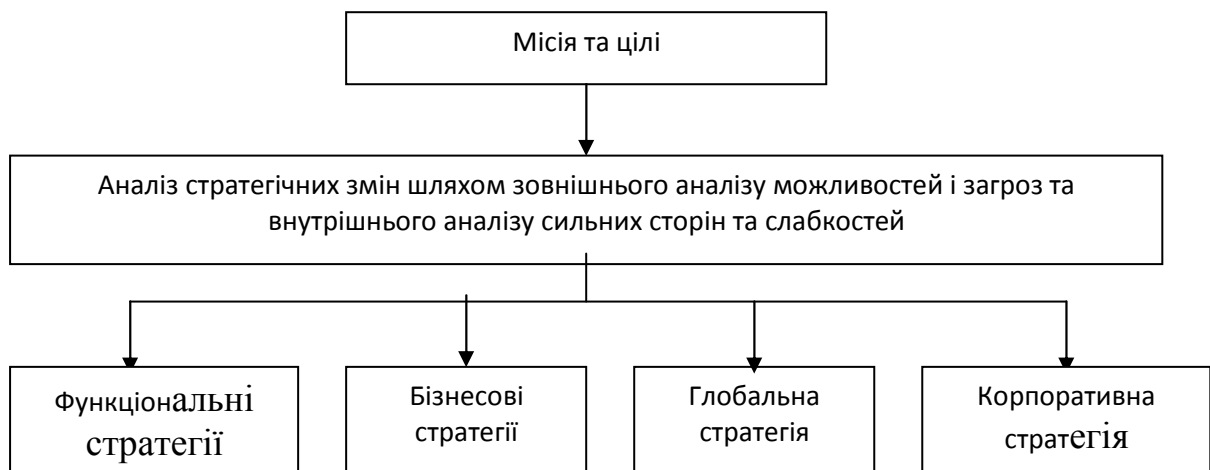 Місія та цілі
Аналіз стратегічних змін шляхом зовнішнього аналізу можливостей і загроз та
внутрішнього аналізу сильних сторін та слабкостей
Функціональні
стратегії
Бізнесові
стратегії
Глобальна
стратегія
Корпоративна
стратегія